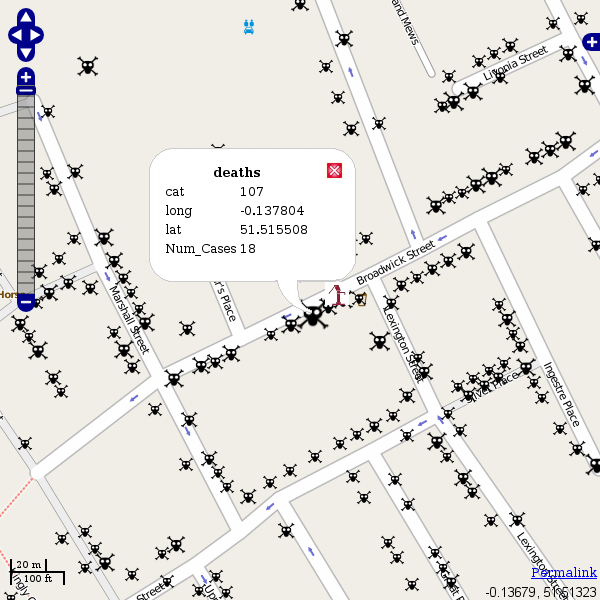 and Mews
Livonia Street
deaths
cat 107
long -0.137804
lat 51.515508
Num_Cases 18
Broadwick Street
Hors
r's Place
Marshall Street
Lexington Street
Silver Place
Ingestre Place
Lexington Street
Permalink
20 m
100 ft
Street
-0.13679, 51.51323